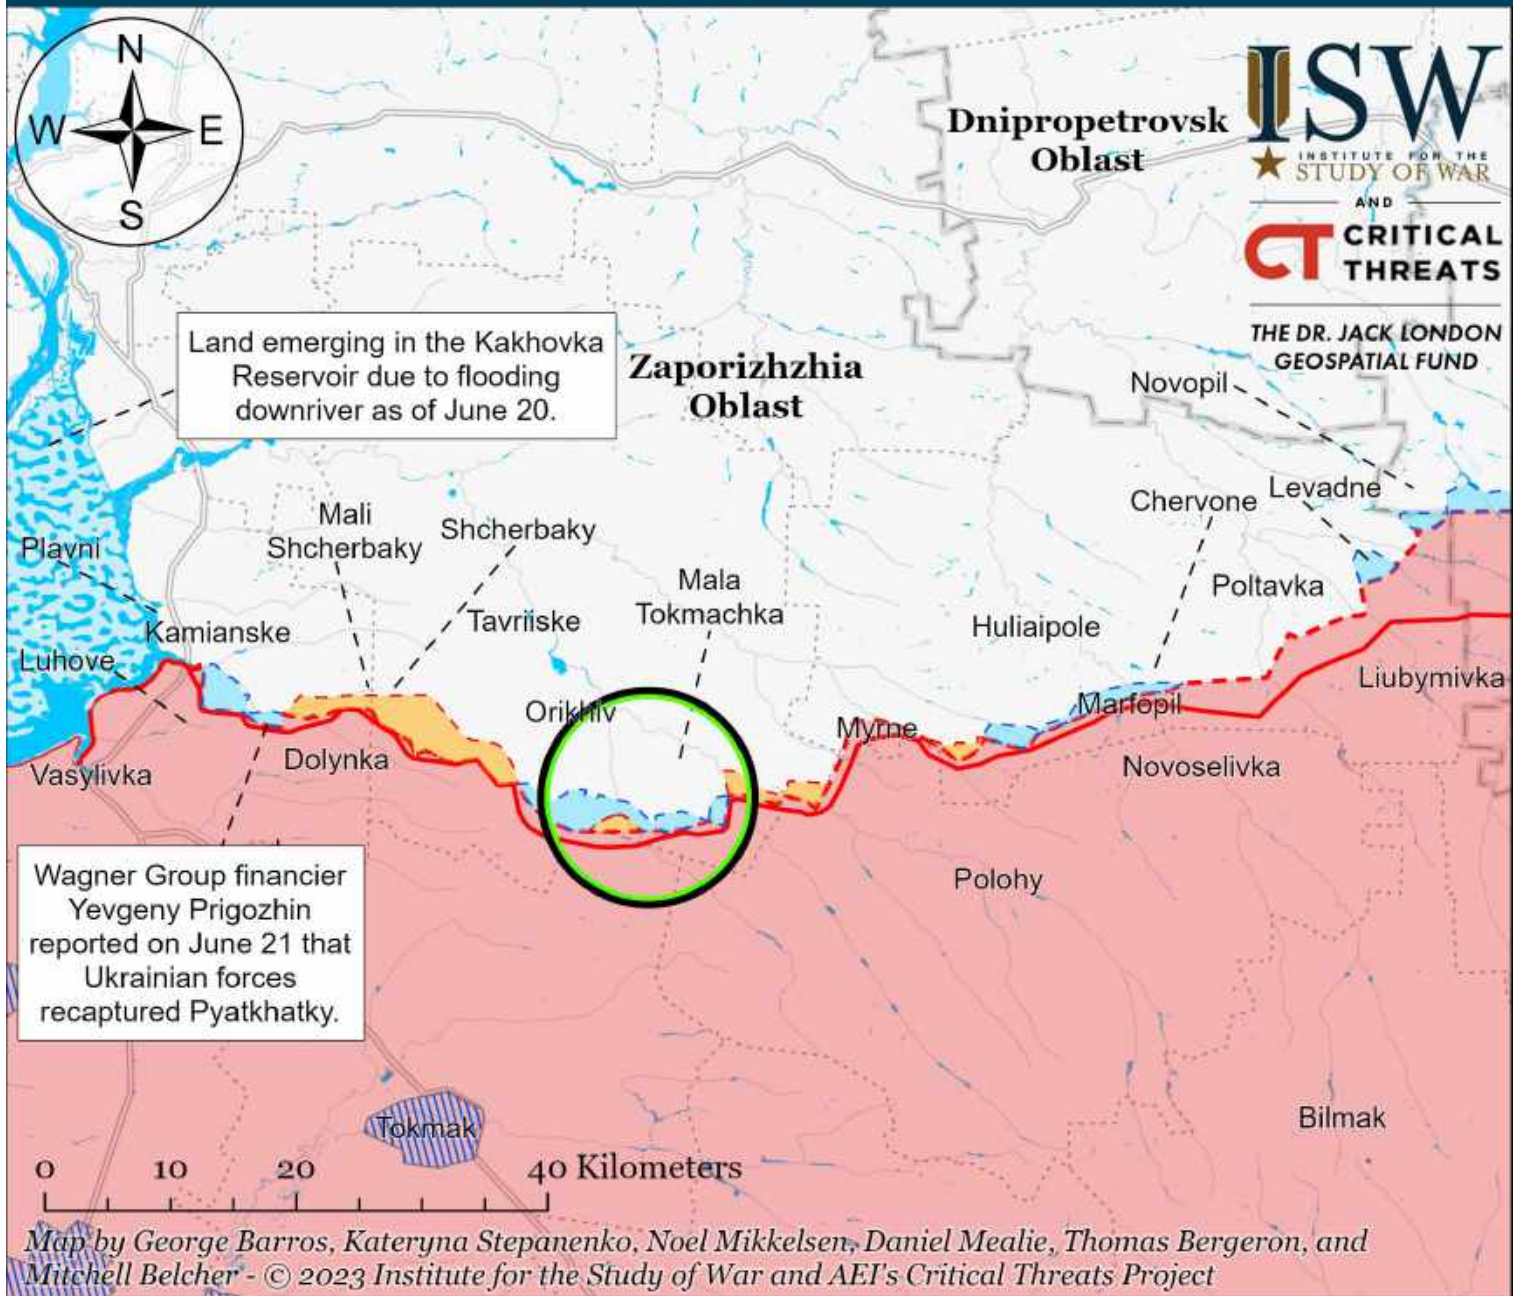 N
W
E
S
Dnipropetrovsk
Oblast
ISW
INSTITUTE FOR THE
STUDY OF WAR
AND
CT CRITICAL
THREATS
THE DR. JACK LONDON
GEOSPATIAL FUND
Land emerging in the Kakhovka
Reservoir due to flooding
downriver as of June 20.
Zaporizhzhia
Oblast
Novopil
Levadne
Chervone
Mali
Shcherbaky
Shcherbaky
Plavni
Mala
Tokmachka
Poltavka
Tavriiske
Huliaipole
Kamianske
Luhove
Liubymivka
Orikhiv
Marfopil
Myrne
Dolynka
Vasylivka
Novoselivka
Polohy
Wagner Group financier
Yevgeny Prigozhin
reported on June 21 that
Ukrainian forces
recaptured Pyatkhatky.
Bilmak
Tokmak
0 10 20 40 Kilometers
Map by George Barros, Kateryna Stepanenko, Noel Mikkelsen, Daniel Mealie, Thomas Bergeron, and
Mitchell Belcher - © 2023 Institute for the Study of War and AEI's Critical Threats Project